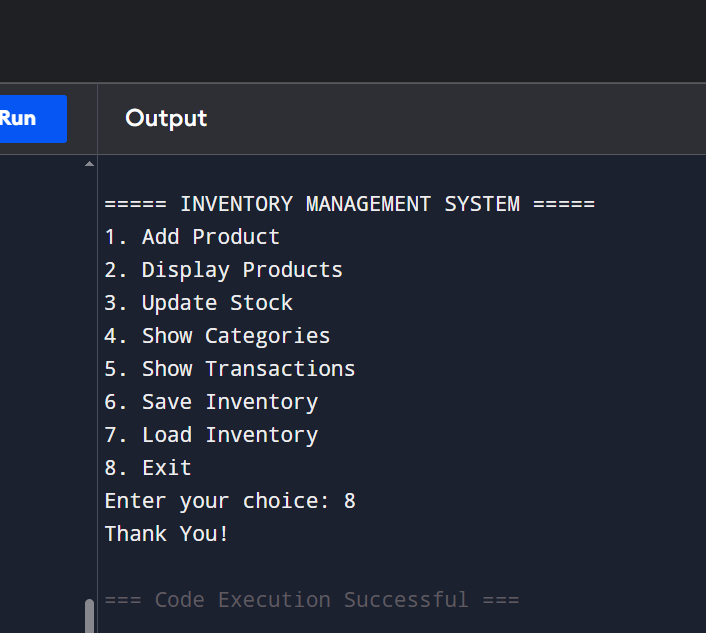 Run
Output
===== INVENTORY MANAGEMENT SYSTEM =====
1. Add Product
2. Display Products
3. Update Stock
4. Show Categories
5. Show Transactions
6. Save Inventory
7. Load Inventory
8. Exit
Enter your choice: 8
Thank You!
=== Code Execution Successful ===